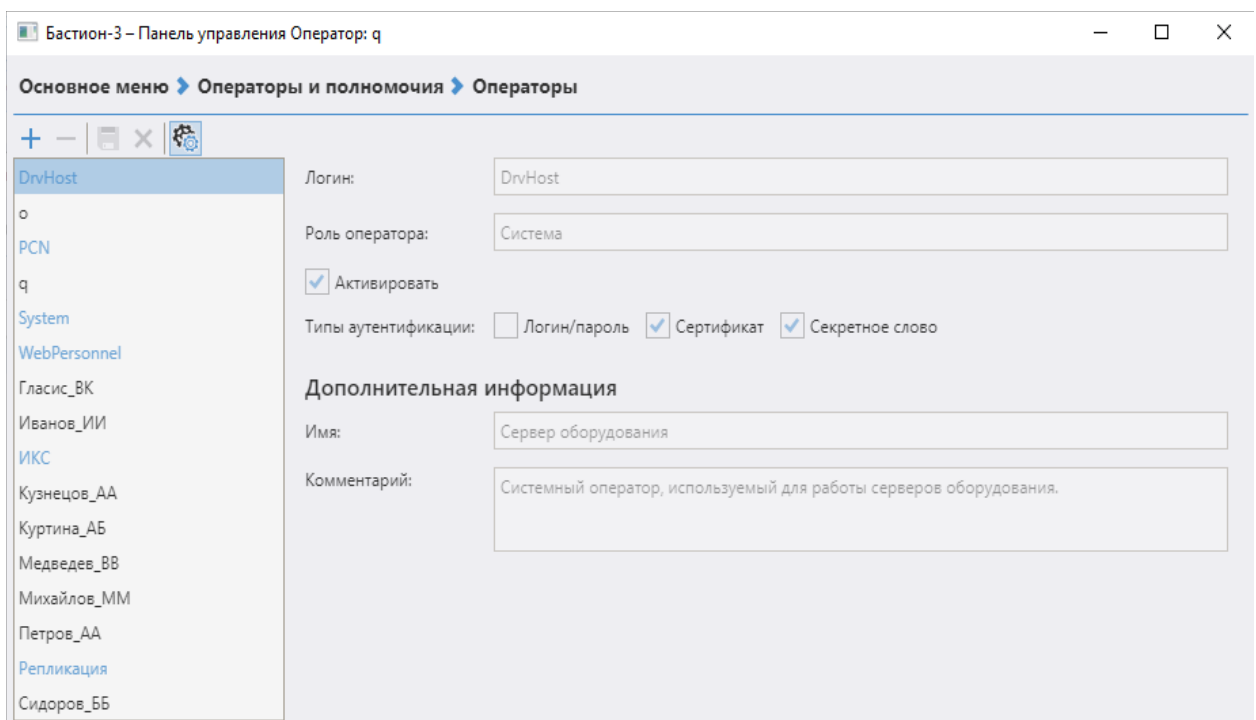 Бастион-3 – Панель управления Оператор: q
Основное меню Операторы и полномочия Операторы
DrvHost
o
PCN
q
System
WebPersonnel
Гласис_ВК
Иванов_ИИ
ИКС
Кузнецов_АА
Куртина_АБ
Медведев_ВВ
Михайлов_ММ
Петров_АА
Репликация
Сидоров_ББ
Логин: DrvHost
Роль оператора: Система
Активировать
Типы аутентификации: Логин/пароль Сертификат Секретное слово
Дополнительная информация
Имя: Сервер оборудования
Комментарий: Системный оператор, используемый для работы серверов оборудования.